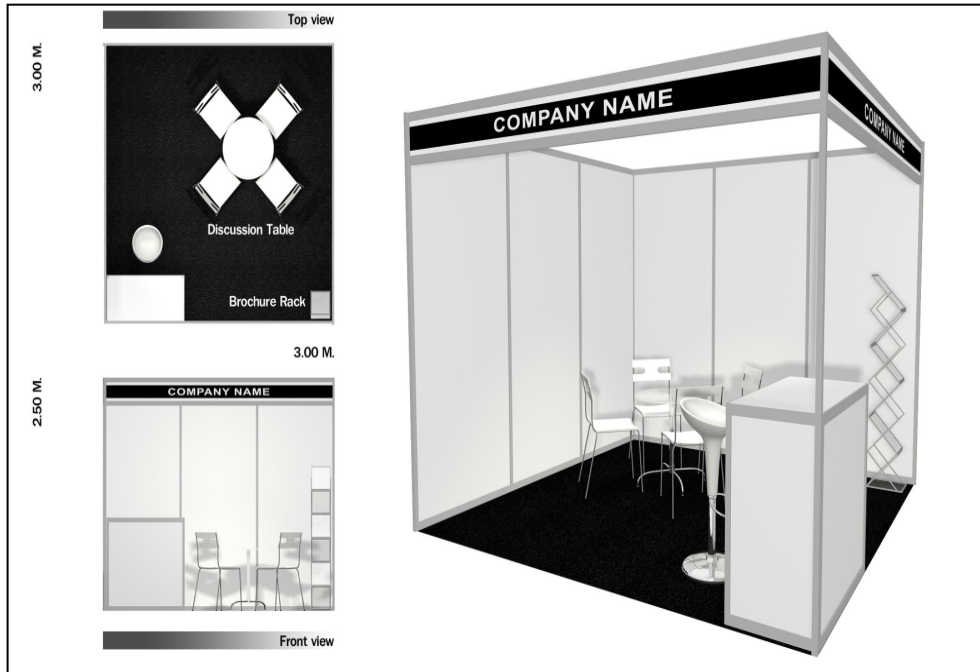 Top view
3.00 M.
Discussion Table
Brochure Rack
3.00 M.
2.50 M.
COMPANY NAME
Front view
COMPANY NAME
COMPANY NAME